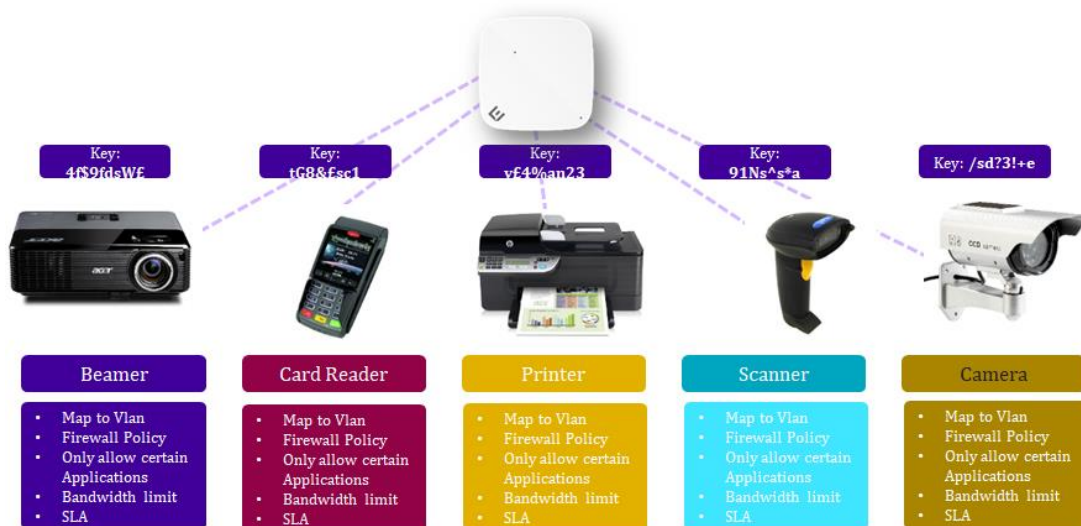 Key:
4f$9fdsW£
Key:
tG8&£sc1
Key:
y£4%an23
Key:
91Ns^s*a
Key: /sd?3!+e
acer
CCD
Beamer
Card Reader
Printer
Scanner
Camera
• Map to Vlan
• Firewall Policy
• Only allow certain
Applications
• Bandwidth limit
• SLA
• Map to Vlan
• Firewall Policy
• Only allow certain
Applications
• Bandwidth limit
• SLA
• Map to Vlan
• Firewall Policy
• Only allow certain
Applications
• Bandwidth limit
• SLA
• Map to Vlan
• Firewall Policy
• Only allow certain
Applications
• Bandwidth limit
• SLA
• Map to Vlan
• Firewall Policy
• Only allow certain
Applications
• Bandwidth limit
• SLA